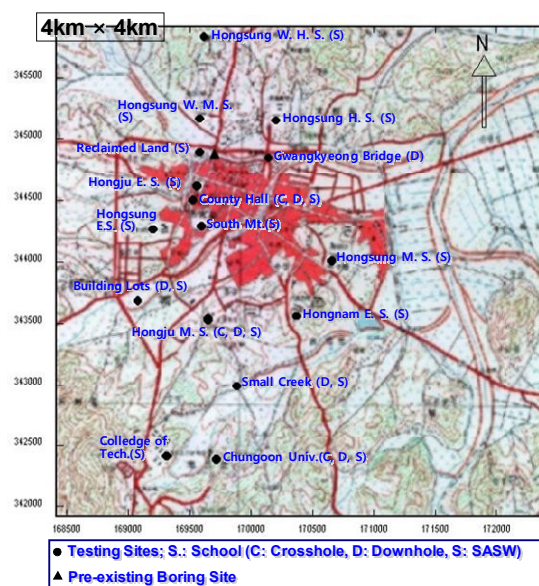 4km × 4km
Hongsung W. H. S. (S)
N
345500
Hongsung W. M. S.
(S)
Hongsung H. S. (S)
345000
Reclaimed Land (S)
Gwangkyeong Bridge (D)
Hongju E. S. (S)
344500
County Hall (C, D, S)
Hongsung
E.S. (S)
South Mt.(S)
344000
Hongsung M. S. (S)
Building Lots (D, S)
343500
Hongju M. S. (C, D, S)
Hongnam E. S. (S)
343000
Small Creek (D, S)
342500
Colledge of
Tech.(S)
Chungoon Univ.(C, D, S)
342000
168500 169000 169500 170000 170500 171000 171500 172000
● Testing Sites; S.: School (C: Crosshole, D: Downhole, S: SASW)
▲ Pre-existing Boring Site